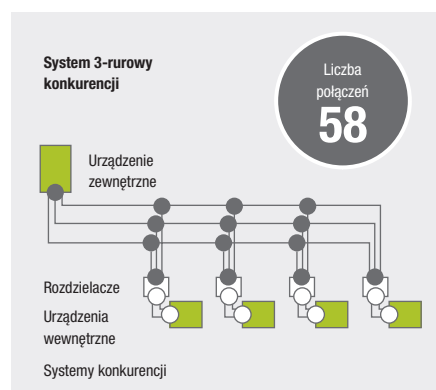 System 3-rurowy
konkurencji
Liczba
połączeń
58
Urządzenie
zewnętrzne
Rozdzielacze
Urządzenia
wewnętrzne
Systemy konkurencji